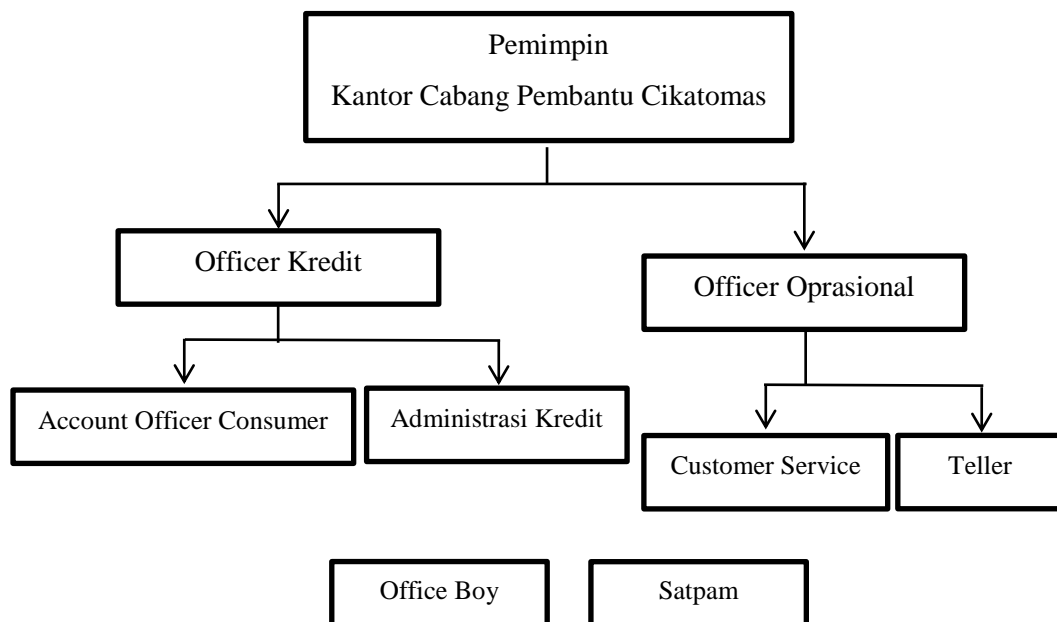 Pemimpin
Kantor Cabang Pembantu Cikatomas
Officer Kredit
Officer Oprasional
Account Officer Consumer
Administrasi Kredit
Customer Service
Teller
Office Boy
Satpam